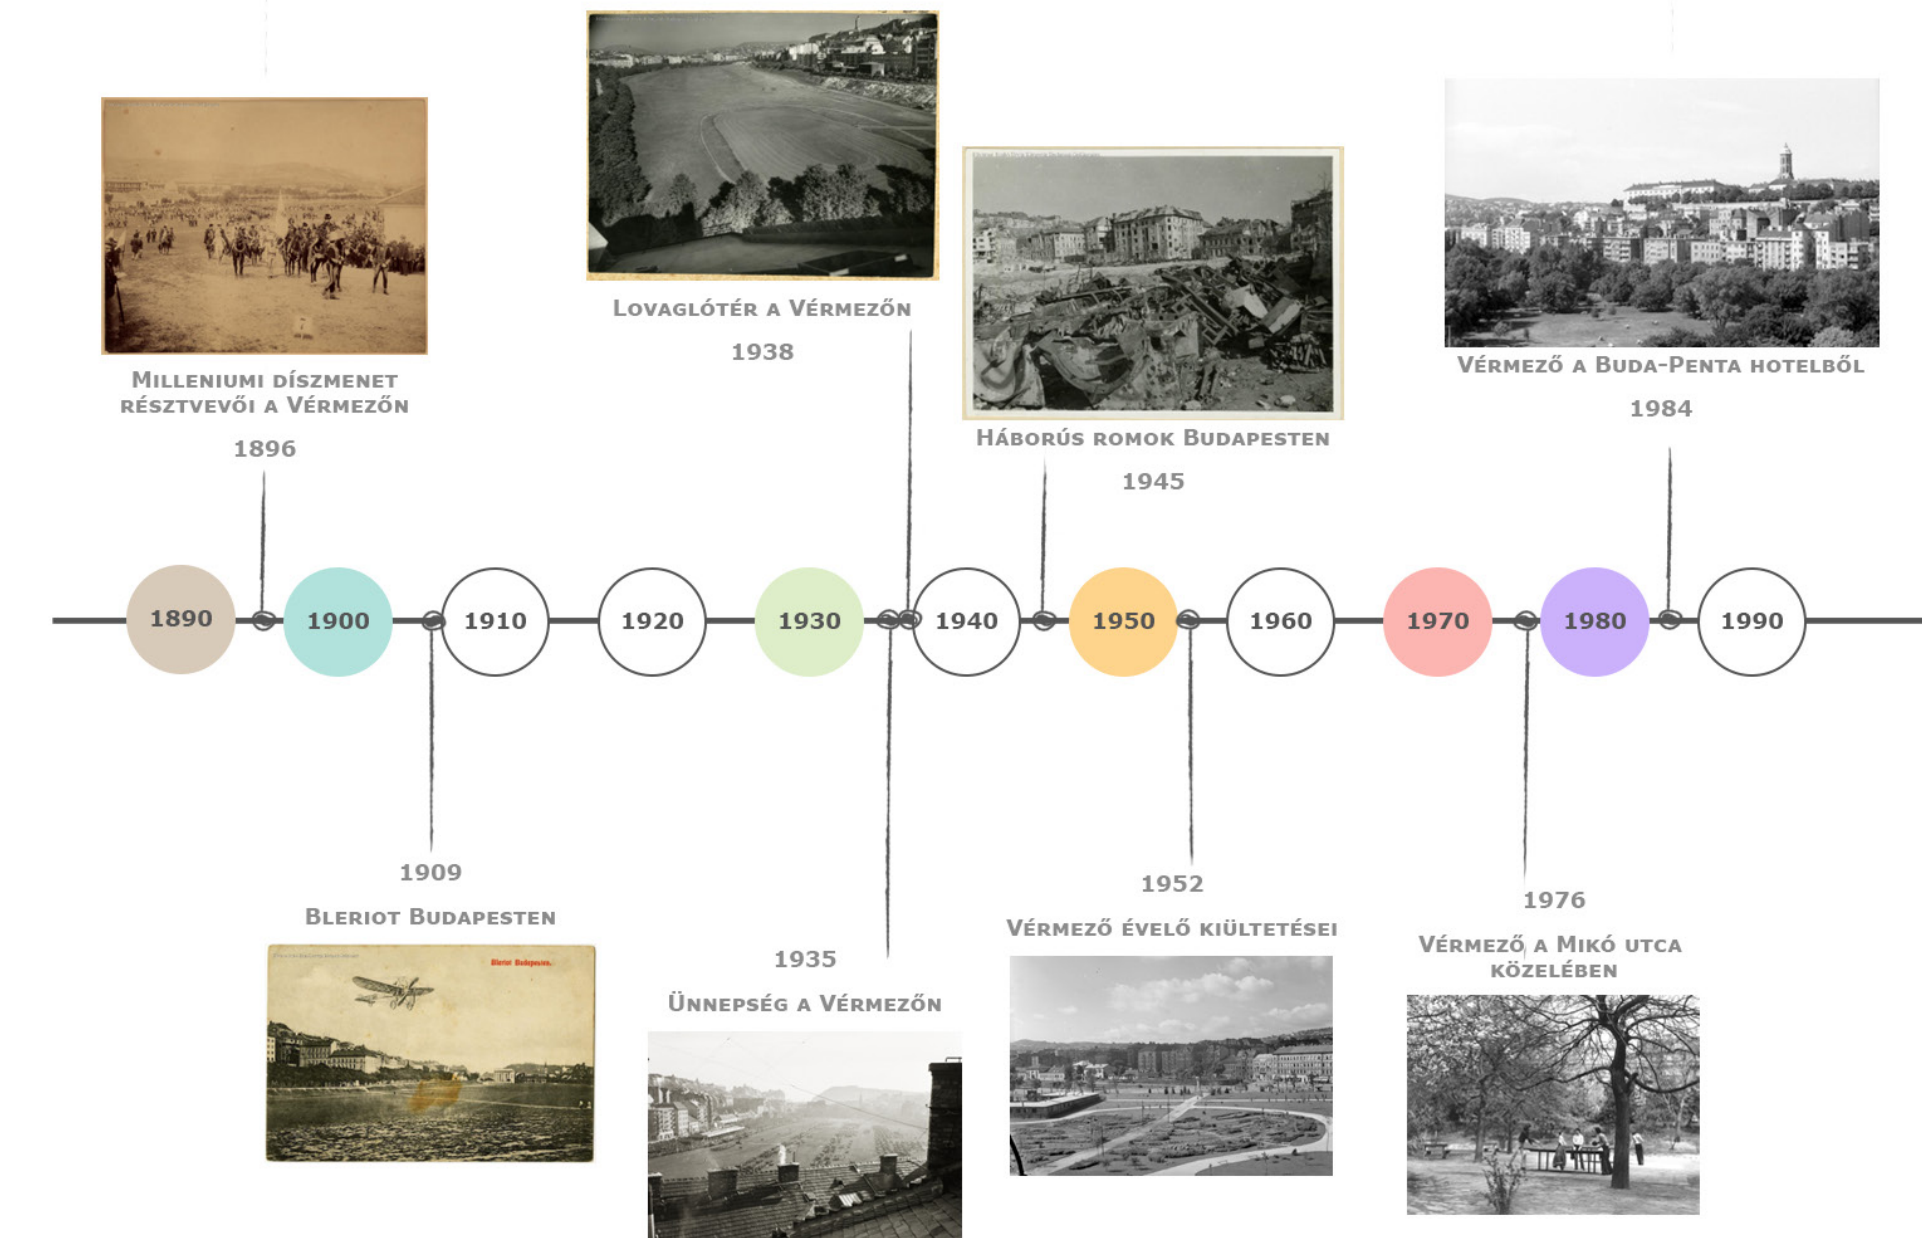 Lovaglótér a Vérmezőn
1938
Milleniumi díszmenet
résztvevői a Vérmezőn
1896
Háborús romok Budapesten
1945
Vérmező a Buda-Penta hotelből
1984
1890
1900
1910
1920
1930
1940
1950
1960
1970
1980
1990
1909
Bleriot Budapesten
Bleriot Budapesten.
1935
Ünnepség a Vérmezőn
1952
Vérmező évelő kiültetései
1976
Vérmező a Mikó utca
közelében